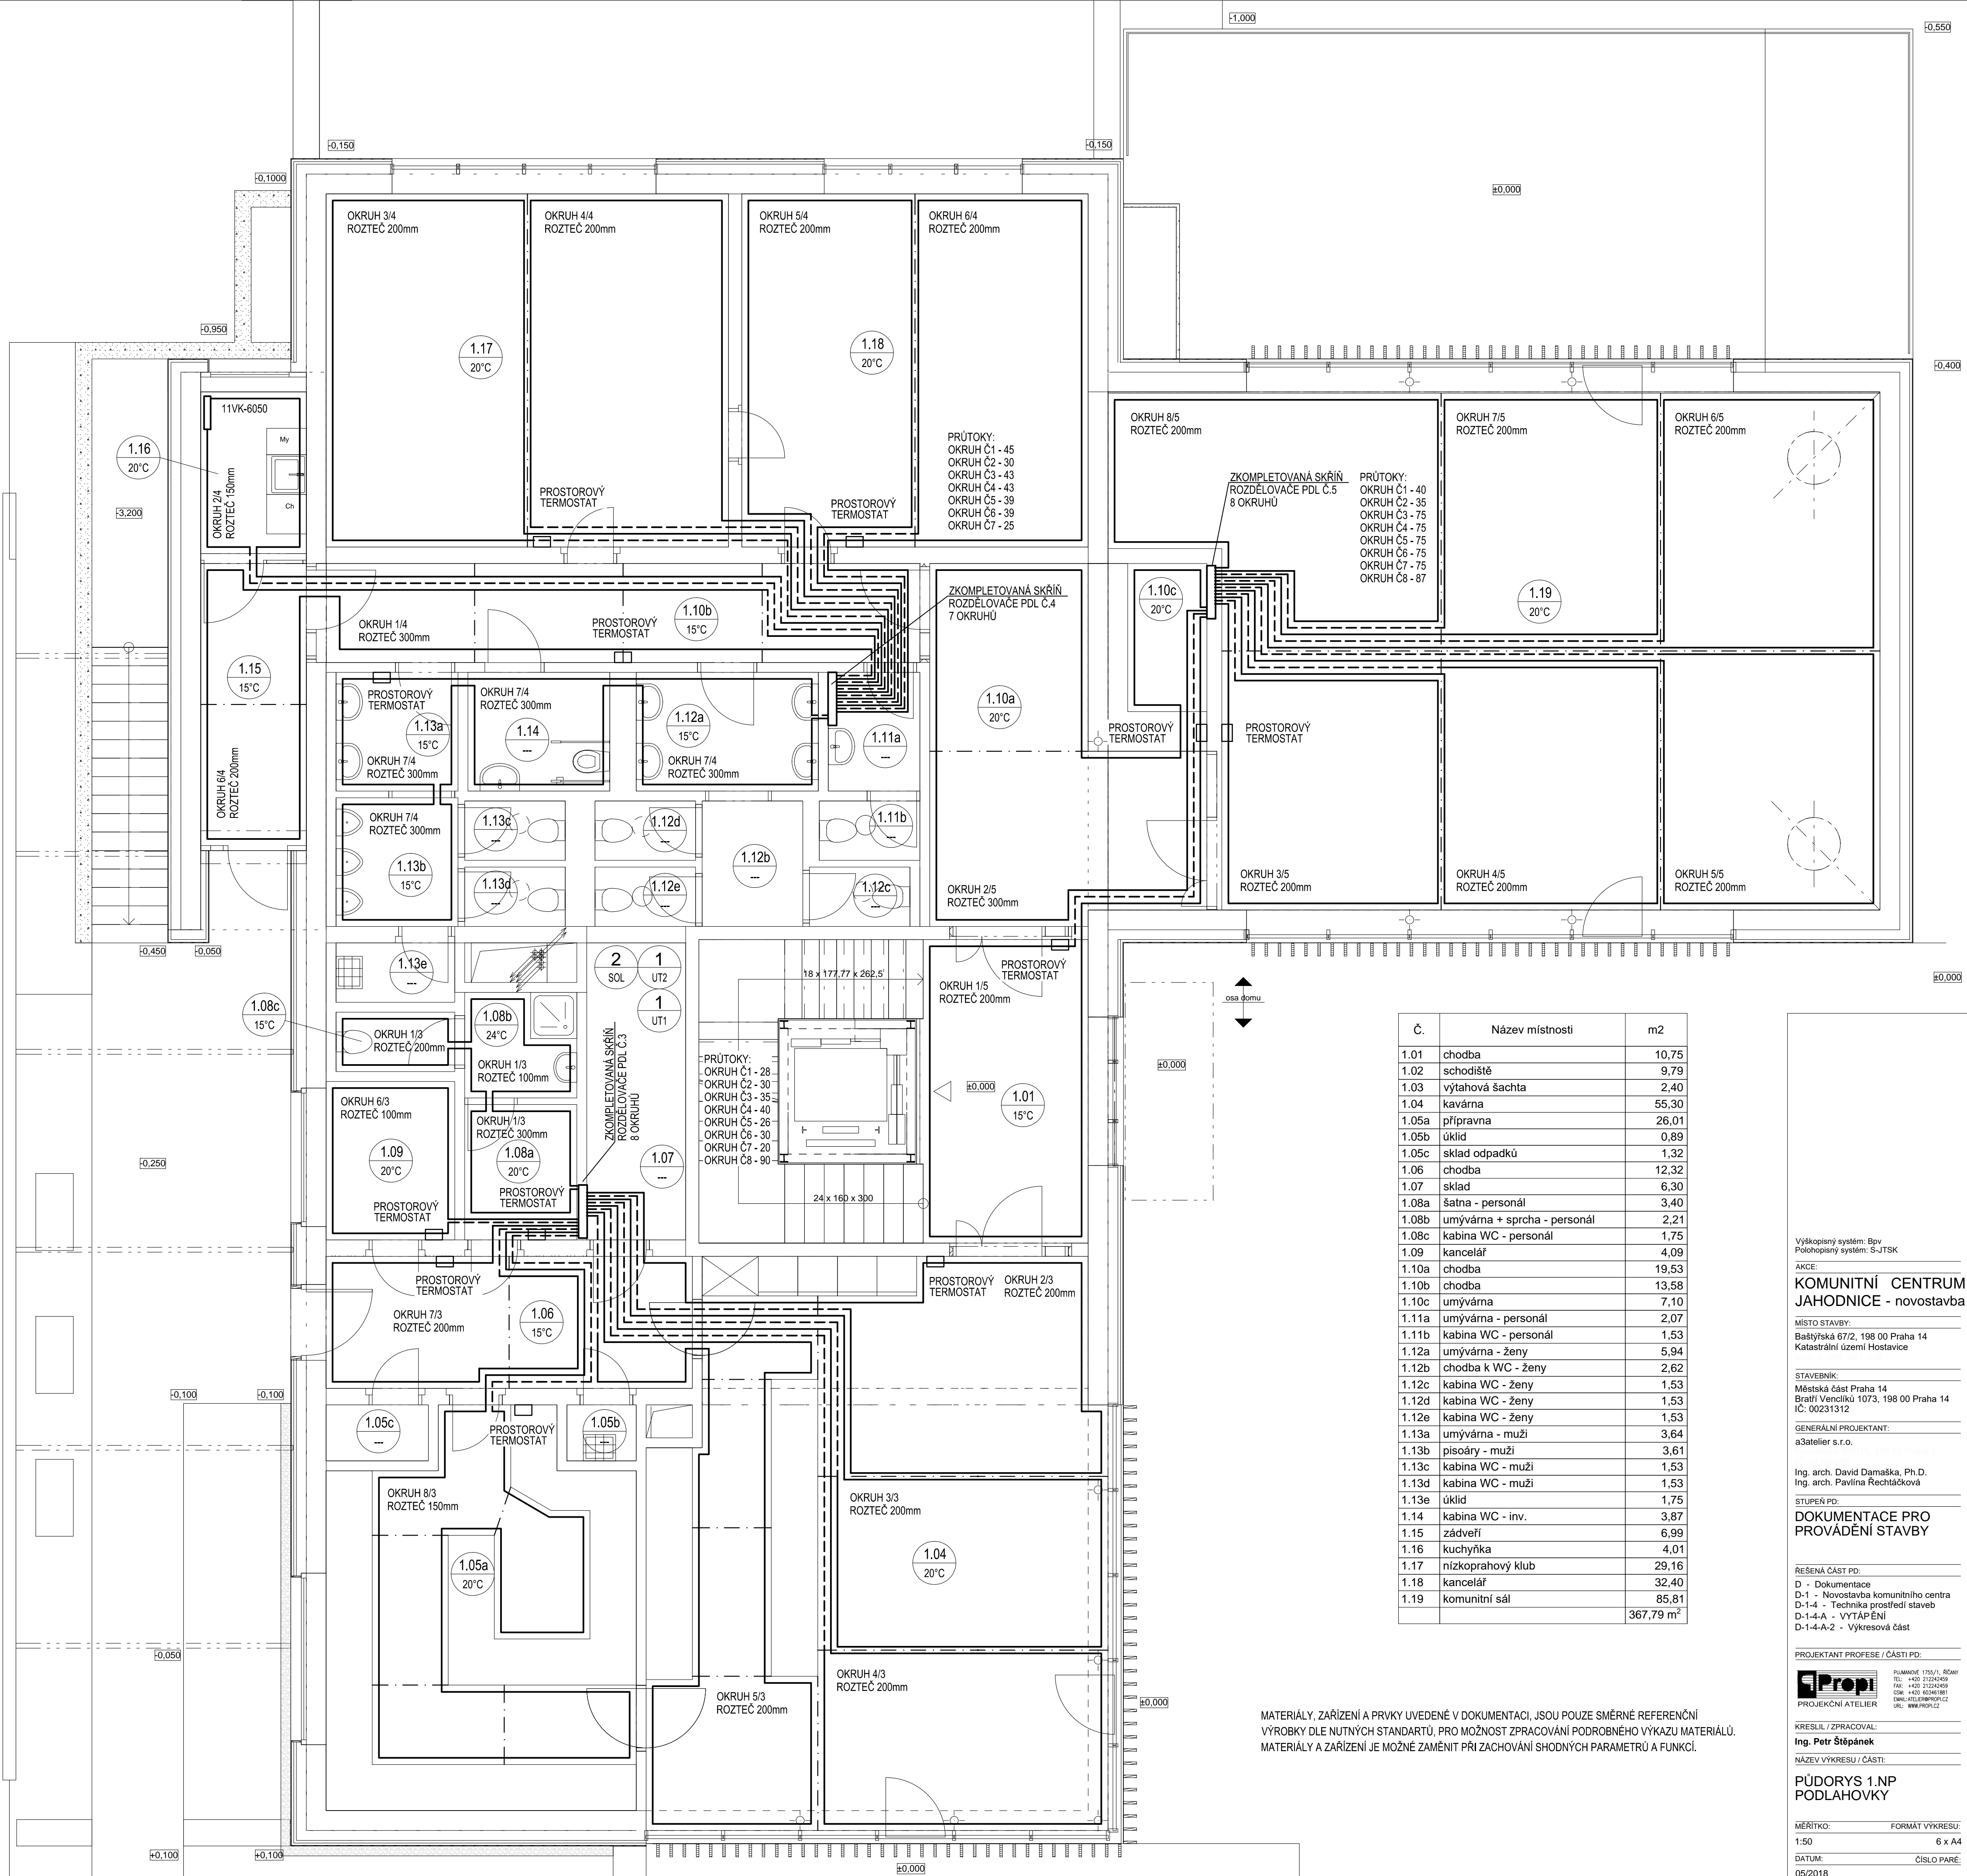 -1,000
-0,550
-0,150
-0,150
-0,1000
±0,000
OKRUH 3/4
ROZTEČ 200mm
OKRUH 4/4
ROZTEČ 200mm
OKRUH 5/4
ROZTEČ 200mm
OKRUH 6/4
ROZTEČ 200mm
-0,950
1.17
20°C
1.18
20°C
-0,400
11VK-6050
My
Ch
1.16
20°C
OKRUH 2/4
ROZTEČ 150mm
-3,200
PROSTOROVÝ
TERMOSTAT
PROSTOROVÝ
TERMOSTAT
PRŮTOKY:
OKRUH Č1 - 45
OKRUH Č2 - 30
OKRUH Č3 - 43
OKRUH Č4 - 43
OKRUH Č5 - 39
OKRUH Č6 - 39
OKRUH Č7 - 25
OKRUH 8/5
ROZTEČ 200mm
OKRUH 7/5
ROZTEČ 200mm
OKRUH 6/5
ROZTEČ 200mm
ZKOMPLETOVANÁ SKŘÍŇ
ROZDĚLOVAČE PDL Č.5
8 OKRUHŮ
PRŮTOKY:
OKRUH Č1 - 40
OKRUH Č2 - 35
OKRUH Č3 - 75
OKRUH Č4 - 75
OKRUH Č5 - 75
OKRUH Č6 - 75
OKRUH Č7 - 75
OKRUH Č8 - 87
1.19
20°C
1.10c
20°C
ZKOMPLETOVANÁ SKŘÍŇ
ROZDĚLOVAČE PDL Č.4
7 OKRUHŮ
OKRUH 1/4
ROZTEČ 300mm
PROSTOROVÝ
TERMOSTAT
1.10b
15°C
1.15
15°C
OKRUH 6/4
ROZTEČ 200mm
PROSTOROVÝ
TERMOSTAT
1.13a
15°C
OKRUH 7/4
ROZTEČ 300mm
OKRUH 7/4
ROZTEČ 300mm
1.14
---
1.12a
15°C
OKRUH 7/4
ROZTEČ 300mm
1.11a
---
1.10a
20°C
PROSTOROVÝ
TERMOSTAT
PROSTOROVÝ
TERMOSTAT
OKRUH 7/4
ROZTEČ 300mm
1.13b
15°C
1.13c
---
1.12d
---
1.11b
---
1.12b
---
1.13d
---
1.12e
---
1.12c
---
OKRUH 2/5
ROZTEČ 300mm
OKRUH 3/5
ROZTEČ 200mm
OKRUH 4/5
ROZTEČ 200mm
OKRUH 5/5
ROZTEČ 200mm
-0,450
-0,050
1.13e
---
2
SOL
1
UT2
1
UT1
18 x 177,77 x 262,5
PROSTOROVÝ
TERMOSTAT
OKRUH 1/5
ROZTEČ 200mm
osa domu
±0,000
1.08c
15°C
OKRUH 1/3
ROZTEČ 200mm
1.08b
24°C
OKRUH 1/3
ROZTEČ 100mm
ZKOMPLETOVANÁ SKŘÍŇ
ROZDĚLOVAČE PDL Č.3
8 OKRUHŮ
PRŮTOKY:
OKRUH Č1 - 28
OKRUH Č2 - 30
OKRUH Č3 - 35
OKRUH Č4 - 40
OKRUH Č5 - 26
OKRUH Č6 - 30
OKRUH Č7 - 20
OKRUH Č8 - 90
±0,000
1.01
15°C
±0,000
OKRUH 6/3
ROZTEČ 100mm
OKRUH 1/3
ROZTEČ 300mm
1.09
20°C
1.08a
20°C
1.07
---
-0,250
PROSTOROVÝ
TERMOSTAT
PROSTOROVÝ
TERMOSTAT
24 x 160 x 300
PROSTOROVÝ
TERMOSTAT
PROSTOROVÝ
TERMOSTAT
OKRUH 2/3
ROZTEČ 200mm
OKRUH 7/3
ROZTEČ 200mm
1.06
15°C
-0,100
-0,100
1.05c
---
PROSTOROVÝ
TERMOSTAT
1.05b
---
OKRUH 8/3
ROZTEČ 150mm
OKRUH 3/3
ROZTEČ 200mm
1.05a
20°C
1.04
20°C
-0,050
OKRUH 5/3
ROZTEČ 200mm
OKRUH 4/3
ROZTEČ 200mm
±0,000
+0,100
+0,100
±0,000
Č. Název místnosti m2
1.01 chodba 10,75
1.02 schodiště 9,79
1.03 výtahová šachta 2,40
1.04 kavárna 55,30
1.05a přípravna 26,01
1.05b úklid 0,89
1.05c sklad odpadků 1,32
1.06 chodba 12,32
1.07 sklad 6,30
1.08a šatna - personál 3,40
1.08b umývárna + sprcha - personál 2,21
1.08c kabina WC - personál 1,75
1.09 kancelář 4,09
1.10a chodba 19,53
1.10b chodba 13,58
1.10c umývárna 7,10
1.11a umývárna - personál 2,07
1.11b kabina WC - personál 1,53
1.12a umývárna - ženy 5,94
1.12b chodba k WC - ženy 2,62
1.12c kabina WC - ženy 1,53
1.12d kabina WC - ženy 1,53
1.12e kabina WC - ženy 1,53
1.13a umývárna - muži 3,64
1.13b pisoáry - muži 3,61
1.13c kabina WC - muži 1,53
1.13d kabina WC - muži 1,53
1.13e úklid 1,75
1.14 kabina WC - inv. 3,87
1.15 zádveří 6,99
1.16 kuchyňka 4,01
1.17 nízkoprahový klub 29,16
1.18 kancelář 32,40
1.19 komunitní sál 85,81
367,79 m²
MATERIÁLY, ZAŘÍZENÍ A PRVKY UVEDENÉ V DOKUMENTACI, JSOU POUZE SMĚRNÉ REFERENČNÍ
VÝROBKY DLE NUTNÝCH STANDARTŮ, PRO MOŽNOST ZPRACOVÁNÍ PODROBNÉHO VÝKAZU MATERIÁLŮ.
MATERIÁLY A ZAŘÍZENÍ JE MOŽNÉ ZAMĚNIT PŘI ZACHOVÁNÍ SHODNÝCH PARAMETRŮ A FUNKCÍ.
Výškopisný systém: Bpv
Polohopisný systém: S-JTSK
AKCE:
KOMUNITNÍ CENTRUM
JAHODNICE - novostavba
MÍSTO STAVBY:
Baštýřská 67/2, 198 00 Praha 14
Katastrální území Hostavice
STAVEBNÍK:
Městská část Praha 14
Bratří Venclíků 1073, 198 00 Praha 14
IČ: 00231312
GENERÁLNÍ PROJEKTANT:
a3atelier s.r.o.
Ing. arch. David Damaška, Ph.D.
Ing. arch. Pavlína Řechtáčková
STUPEŇ PD:
DOKUMENTACE PRO
PROVÁDĚNÍ STAVBY
ŘEŠENÁ ČÁST PD:
D - Dokumentace
D-1 - Novostavba komunitního centra
D-1-4 - Technika prostředí staveb
D-1-4-A - VYTÁPĚNÍ
D-1-4-A-2 - Výkresová část
PROJEKTANT PROFESE / ČÁSTI PD:
Propi
PROJEKČNÍ ATELIER
PUJMANOVÉ 1755/1, ŘÍČANY
TEL: +420 212242459
FAX: +420 212242459
GSM: +420 603461881
EMAIL: ATELIER@PROPI.CZ
URL: WWW.PROPI.CZ
KRESLIL / ZPRACOVAL:
Ing. Petr Štěpánek
NÁZEV VÝKRESU / ČÁSTI:
PŮDORYS 1.NP
PODLAHOVKY
MĚŘÍTKO: FORMÁT VÝKRESU:
1:50 6 x A4
DATUM: ČÍSLO PARÉ:
05/2018